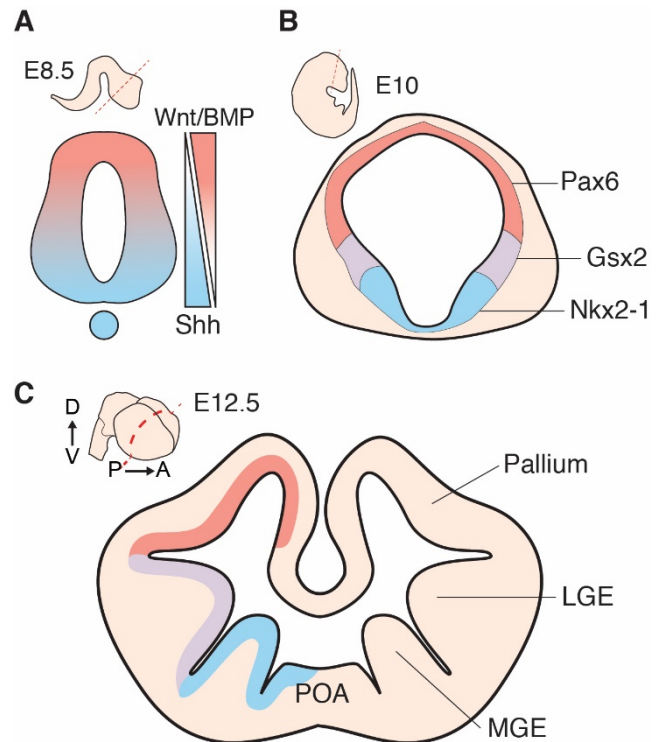 A
E8.5
Wnt/BMP
Shh
B
E10
Pax6
Gsx2
Nkx2-1
C
E12.5
D
V
P
A
Pallium
LGE
POA
MGE